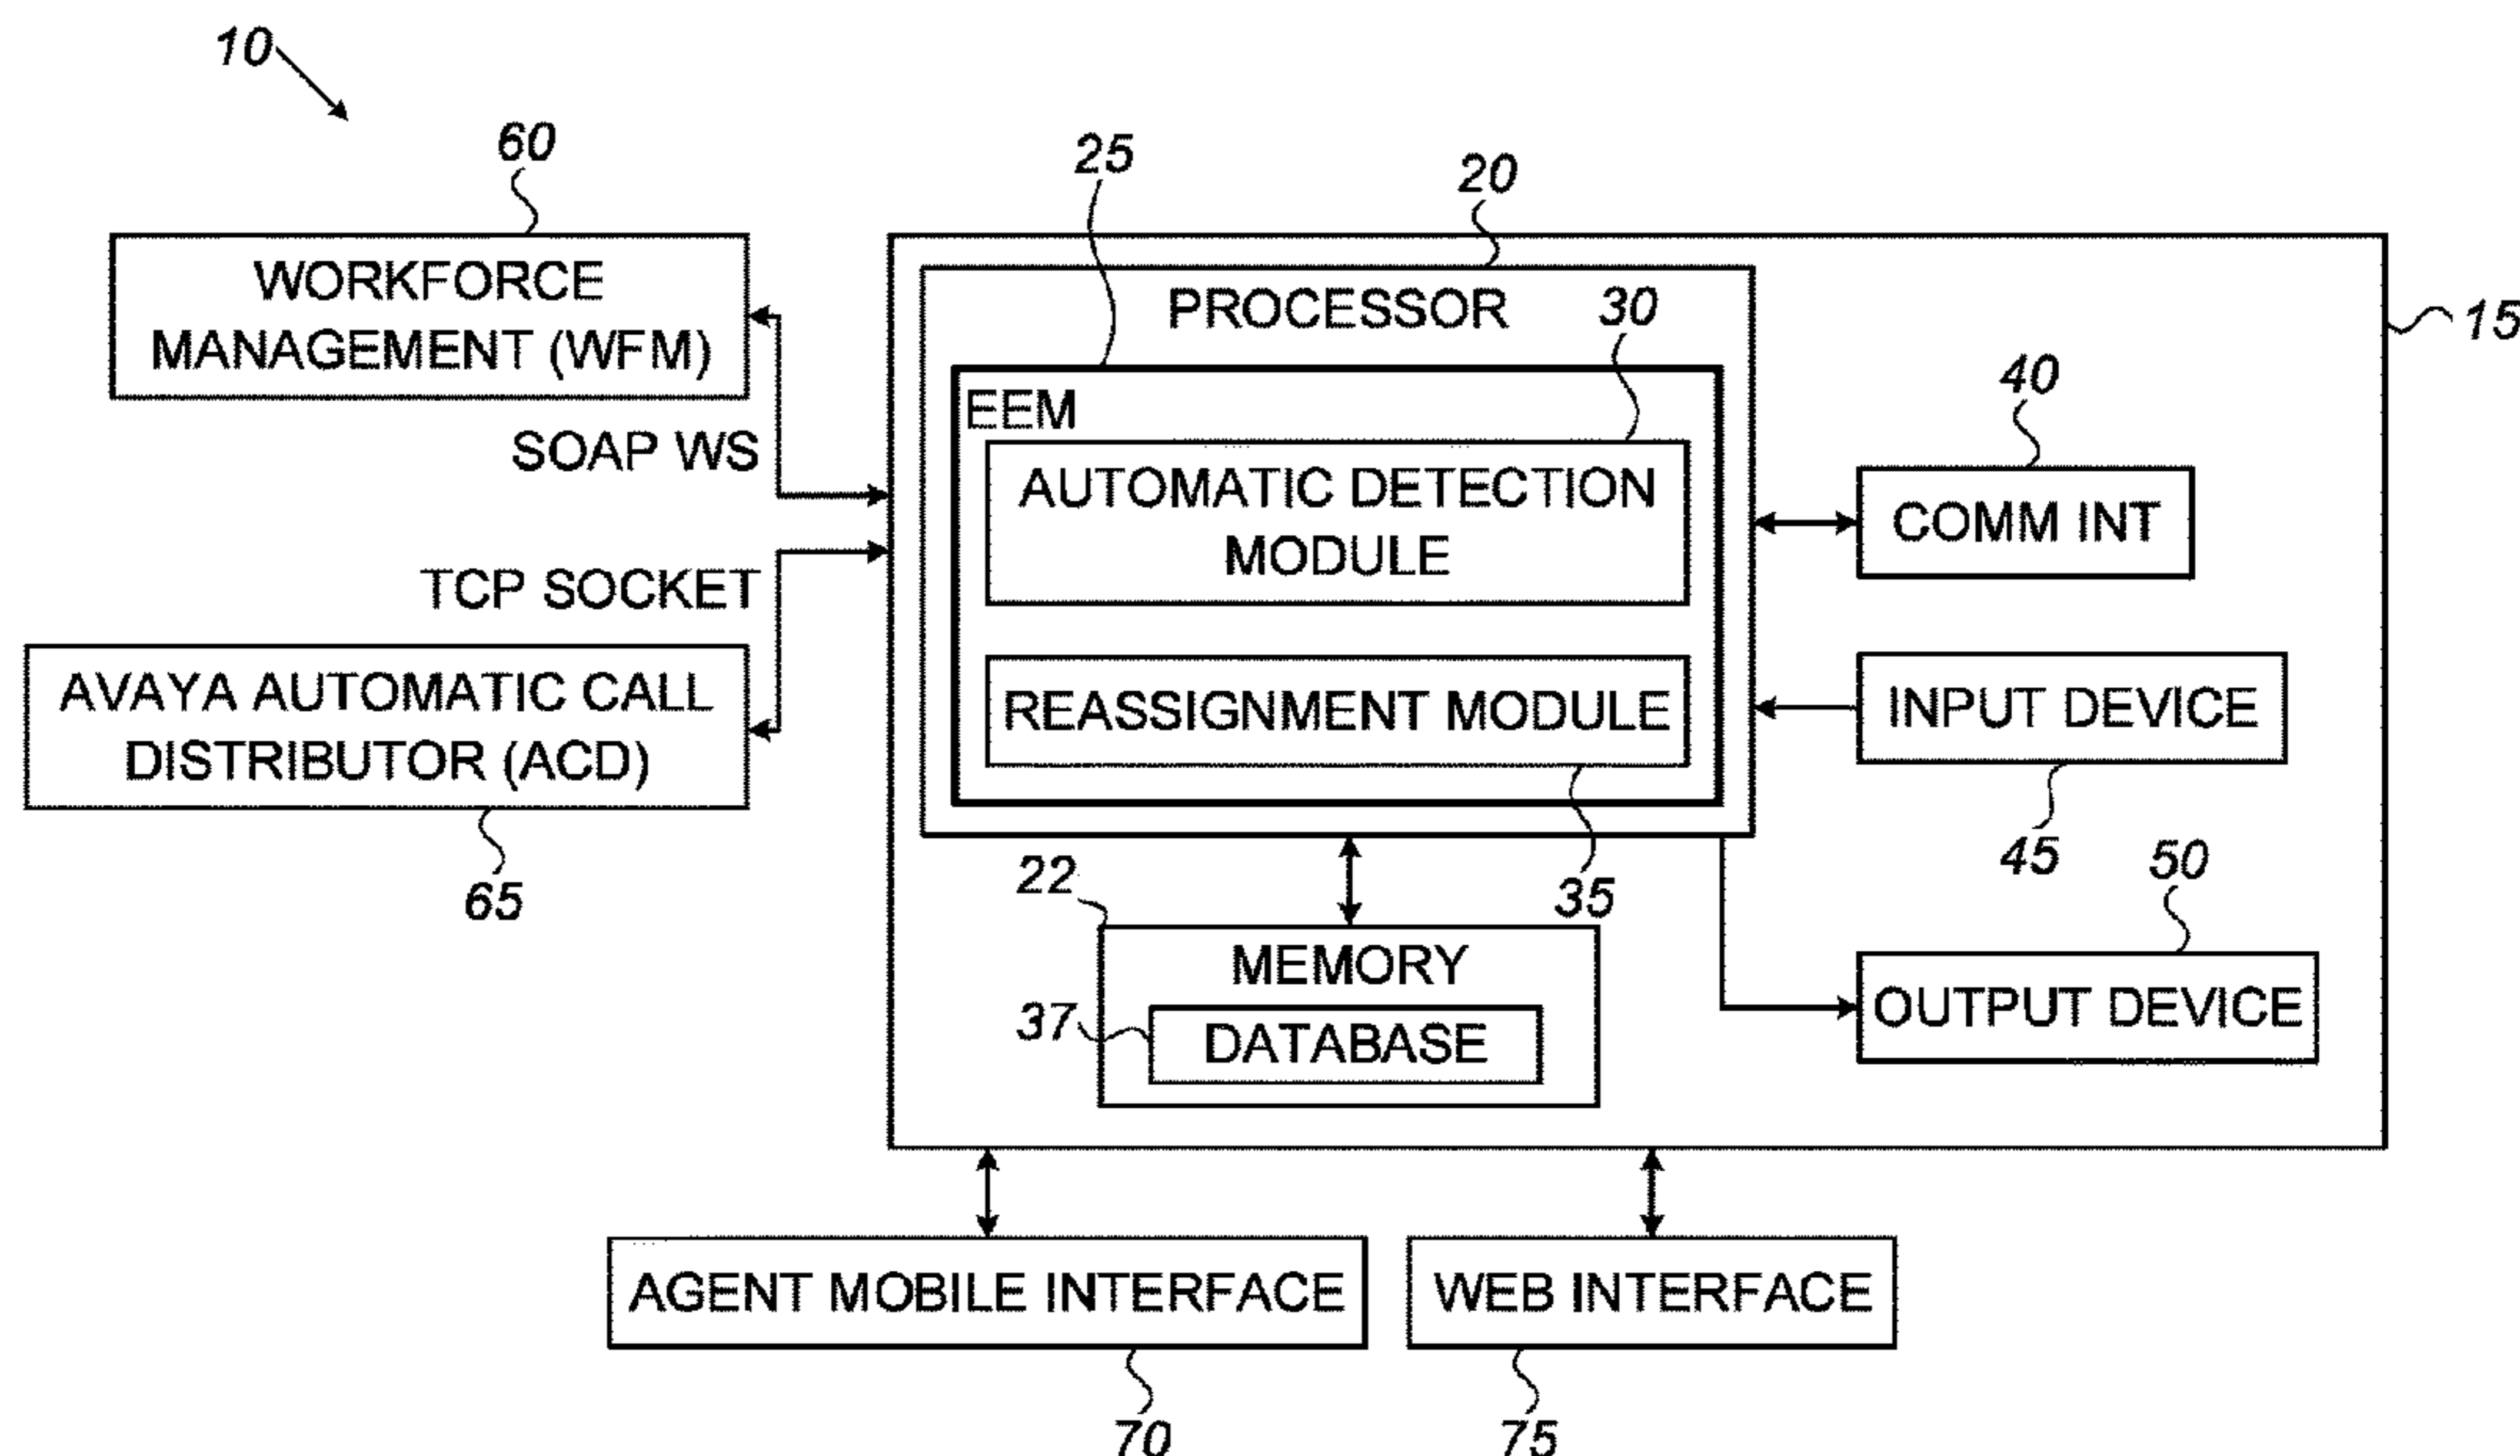 10
60
25
20
WORKFORCE
MANAGEMENT (WFM)
PROCESSOR
30
15
EEM
40
SOAP WS
AUTOMATIC DETECTION
MODULE
COMM INT
TCP SOCKET
AVAYA AUTOMATIC CALL
DISTRIBUTOR (ACD)
REASSIGNMENT MODULE
INPUT DEVICE
65
22
35
45
50
MEMORY
37
DATABASE
OUTPUT DEVICE
AGENT MOBILE INTERFACE
WEB INTERFACE
70
75